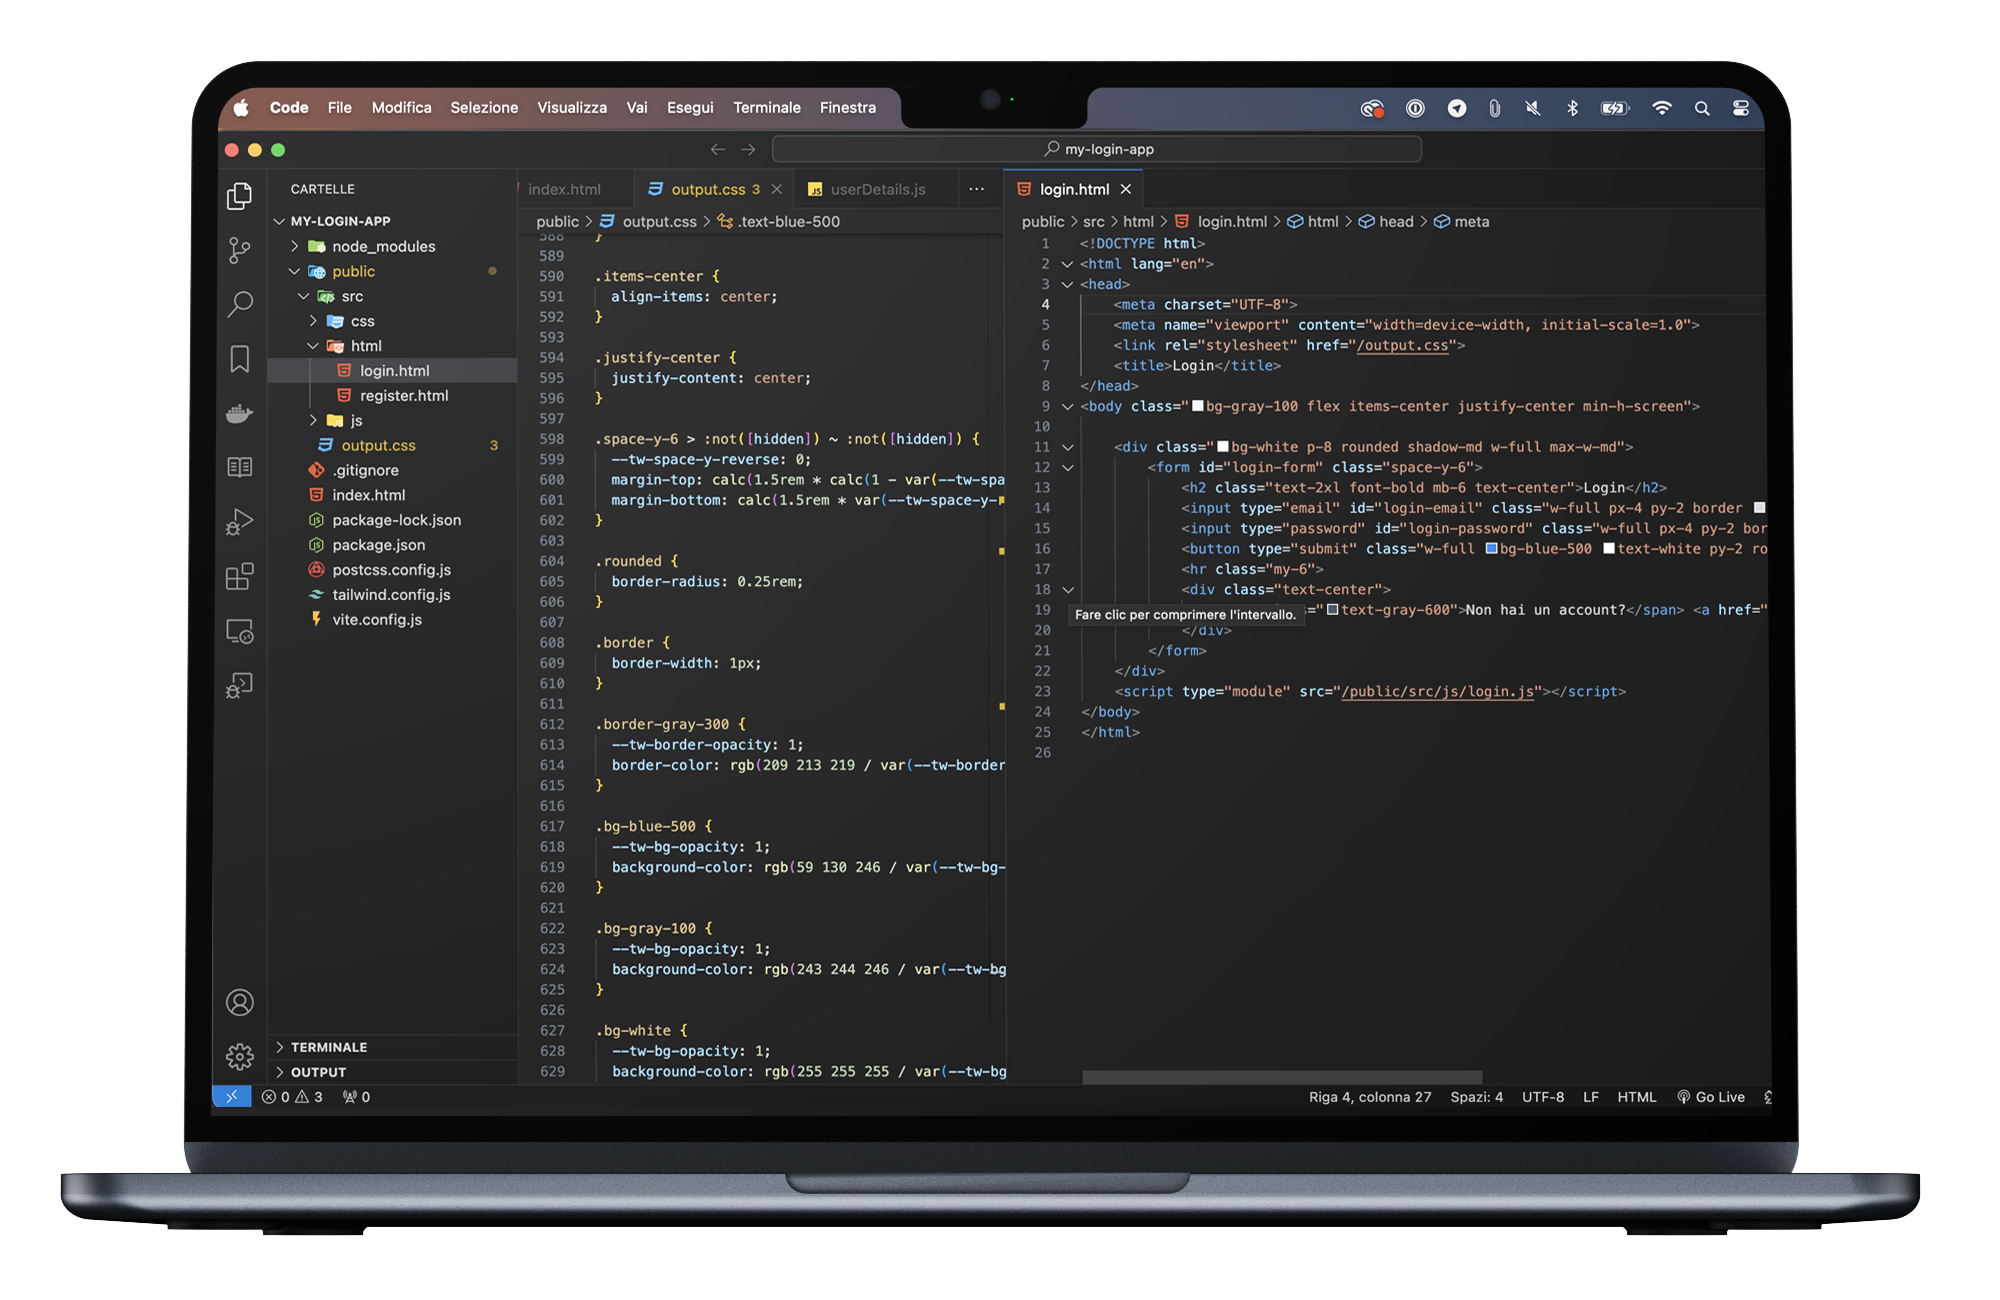 Code File Modifica Selezione Visualizza Vai Esegui Terminale Finestra
my-login-app
CARTELLE
MY-LOGIN-APP
node_modules
public
src
css
html
login.html
register.html
js
output.css 3
.gitignore
index.html
package-lock.json
package.json
postcss.config.js
tailwind.config.js
vite.config.js
TERMINALE
OUTPUT
index.html output.css 3 userDetails.js
public > output.css > .text-blue-500
588 }
589
590 .items-center {
591 align-items: center;
592 }
593
594 .justify-center {
595 justify-content: center;
596 }
597
598 .space-y-6 > :not([hidden]) ~ :not([hidden]) {
599 --tw-space-y-reverse: 0;
600 margin-top: calc(1.5rem * calc(1 - var(--tw-spa
601 margin-bottom: calc(1.5rem * var(--tw-space-y-
602 }
603
604 .rounded {
605 border-radius: 0.25rem;
606 }
607
608 .border {
609 border-width: 1px;
610 }
611
612 .border-gray-300 {
613 --tw-border-opacity: 1;
614 border-color: rgb(209 213 219 / var(--tw-border
615 }
616
617 .bg-blue-500 {
618 --tw-bg-opacity: 1;
619 background-color: rgb(59 130 246 / var(--tw-bg-
620 }
621
622 .bg-gray-100 {
623 --tw-bg-opacity: 1;
624 background-color: rgb(243 244 246 / var(--tw-bg
625 }
626
627 .bg-white {
628 --tw-bg-opacity: 1;
629 background-color: rgb(255 255 255 / var(--tw-bg
login.html
public > src > html > login.html > html > head > meta
1 <!DOCTYPE html>
2 <html lang="en">
3 <head>
4 <meta charset="UTF-8">
5 <meta name="viewport" content="width=device-width, initial-scale=1.0">
6 <link rel="stylesheet" href="/output.css">
7 <title>Login</title>
8 </head>
9 <body class="bg-gray-100 flex items-center justify-center min-h-screen">
10
11 <div class="bg-white p-8 rounded shadow-md w-full max-w-md">
12 <form id="login-form" class="space-y-6">
13 <h2 class="text-2xl font-bold mb-6 text-center">Login</h2>
14 <input type="email" id="login-email" class="w-full px-4 py-2 border
15 <input type="password" id="login-password" class="w-full px-4 py-2 bor
16 <button type="submit" class="w-full bg-blue-500 text-white py-2 ro
17 <hr class="my-6">
18 <div class="text-center">
19 ="text-gray-600">Non hai un account?</span> <a href="
Fare clic per comprimere l'intervallo.
20 </div>
21 </form>
22 </div>
23 <script type="module" src="/public/src/js/login.js"></script>
24 </body>
25 </html>
26
0 3 0
Riga 4, colonna 27 Spazi: 4 UTF-8 LF HTML Go Live